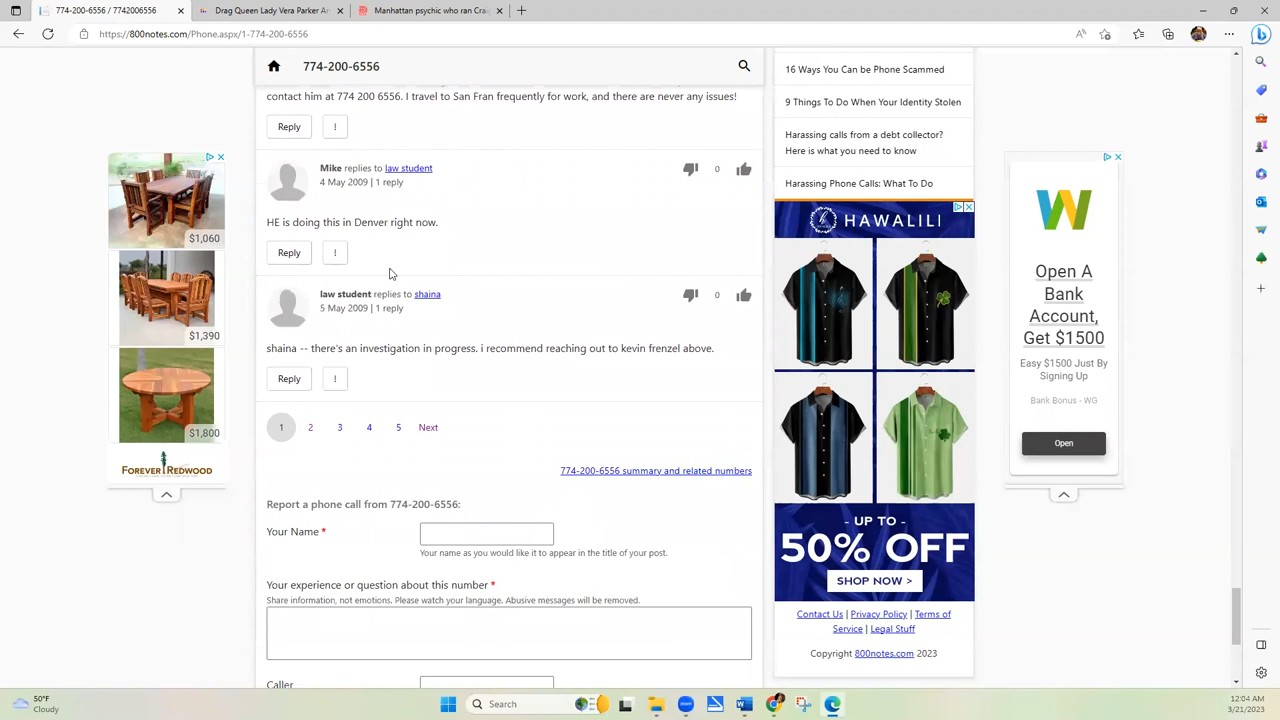 774-200-6556 / 7742006556
Drag Queen Lady Vera Parker Ar
Manhattan psychic who ran Craig
https://800notes.com/Phone.aspx/1-774-200-6556
774-200-6556
contact him at 774 200 6556. I travel to San Fran frequently for work, and there are never any issues!
Reply
!
Mike replies to law student
0
4 May 2009 | 1 reply
HE is doing this in Denver right now.
Reply
!
law student replies to shaina
0
5 May 2009 | 1 reply
shaina -- there's an investigation in progress. i recommend reaching out to kevin frenzel above.
Reply
!
1
2
3
4
5
Next
774-200-6556 summary and related numbers
Report a phone call from 774-200-6556:
Your Name *
Your name as you would like it to appear in the title of your post.
Your experience or question about this number *
Share information, not emotions. Please watch your language. Abusive messages will be removed.
Caller
$1,060
$1,390
$1,800
FOREVER REDWOOD
16 Ways You Can be Phone Scammed
9 Things To Do When Your Identity Stolen
Harassing calls from a debt collector?
Here is what you need to know
Harassing Phone Calls: What To Do
HAWALILI
- UP TO -
50% OFF
SHOP NOW >
Contact Us | Privacy Policy | Terms of
Service | Legal Stuff
Copyright 800notes.com 2023
Open A
Bank
Account,
Get $1500
Easy $1500 Just By
Signing Up
Bank Bonus - WG
Open
50°F
Cloudy
Search
12:04 AM
3/21/2023